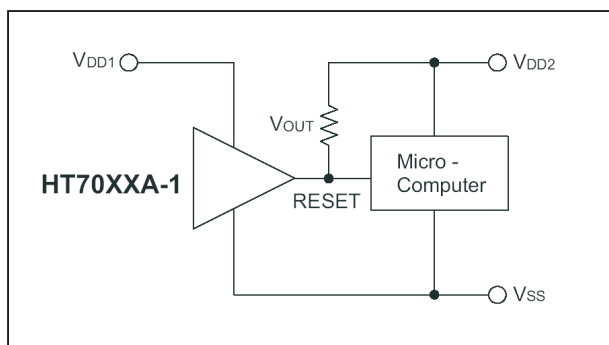 VDD1
VDD2
VOUT
Micro -
Computer
HT70XXA-1
RESET
VSS